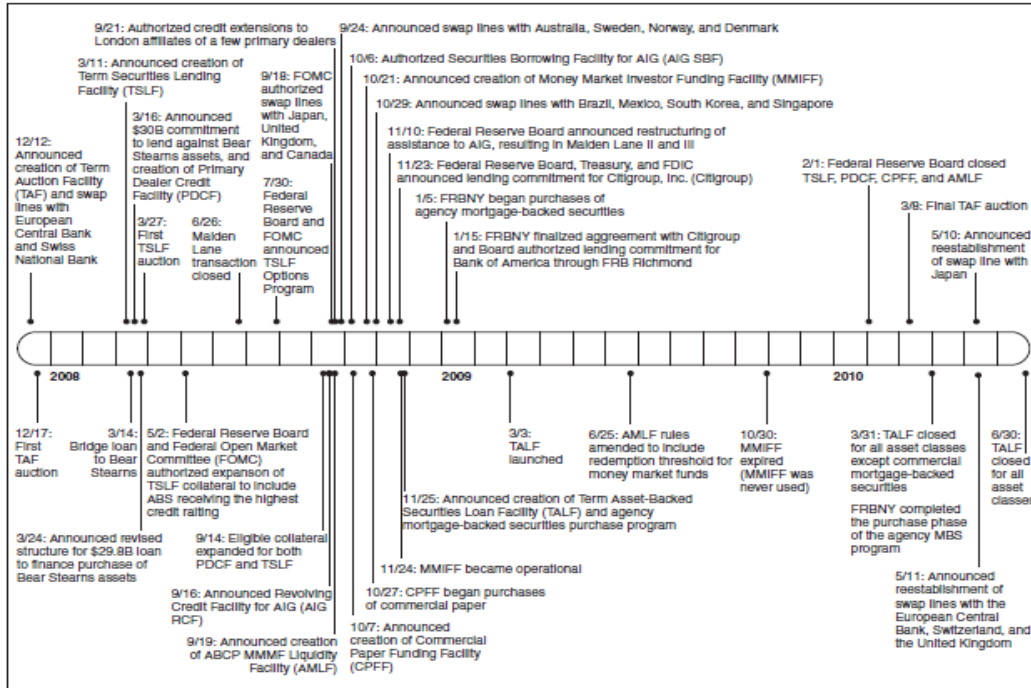 9/21: Authorized credit extensions to
London affiliates of a few primary dealers
9/24: Announced swap lines with Australia, Sweden, Norway, and Denmark
3/11: Announced creation of
Term Securities Lending
Facility (TSLF)
9/18: FOMC
authorized
swap lines
with Japan,
United
Kingdom,
and Canada
10/6: Authorized Securities Borrowing Facility for AIG (AIG SBF)
10/21: Announced creation of Money Market Investor Funding Facility (MMIFF)
10/29: Announced swap lines with Brazil, Mexico, South Korea, and Singapore
3/16: Announced
$30B commitment
to lend against Bear
Stearns assets, and
creation of Primary
Dealer Credit
Facility (PDCF)
11/10: Federal Reserve Board announced restructuring of
assistance to AIG, resulting in Maiden Lane II and III
12/12:
Announced
creation of Term
Auction Facility
(TAF) and swap
lines with
European
Central Bank
and Swiss
National Bank
11/23: Federal Reserve Board, Treasury, and FDIC
announced lending commitment for Citigroup, Inc. (Citigroup)
2/1: Federal Reserve Board closed
TSLF, PDCF, CPFF, and AMLF
7/30:
Federal
Reserve
Board and
FOMC
announced
TSLF
Options
Program
1/5: FRBNY began purchases of
agency mortgage-backed securities
3/8: Final TAF auction
3/27:
First
TSLF
auction
6/26:
Maiden
Lane
transaction
closed
1/15: FRBNY finalized aggreement with Citigroup
and Board authorized lending commitment for
Bank of America through FRB Richmond
5/10: Announced
reestablishment
of swap line with
Japan
2008
2009
2010
12/17:
First
TAF
auction
3/14:
Bridge loan
to Bear
Stearns
5/2: Federal Reserve Board
and Federal Open Market
Committee (FOMC)
authorized expansion of
TSLF collateral to include
ABS receiving the highest
credit raiting
3/3:
TALF
launched
6/25: AMLF rules
amended to include
redemption threshold for
money market funds
10/30:
MMIFF
expired
(MMIFF was
never used)
3/31: TALF closed
for all asset classes
except commercial
mortgage-backed
securities
FRBNY completed
the purchase phase
of the agency MBS
program
6/30:
TALF
closed
for all
asset
classes
11/25: Announced creation of Term Asset-Backed
Securities Loan Facility (TALF) and agency
mortgage-backed securities purchase program
3/24: Announced revised
structure for $29.8B loan
to finance purchase of
Bear Stearns assets
9/14: Eligible collateral
expanded for both
PDCF and TSLF
11/24: MMIFF became operational
9/16: Announced Revolving
Credit Facility for AIG (AIG
RCF)
10/27: CPFF began purchases
of commercial paper
5/11: Announced
reestablishment of
swap lines with the
European Central
Bank, Switzerland, and
the United Kingdom
9/19: Announced creation
of ABCP MMMF Liquidity
Facility (AMLF)
10/7: Announced
creation of Commercial
Paper Funding Facility
(CPFF)